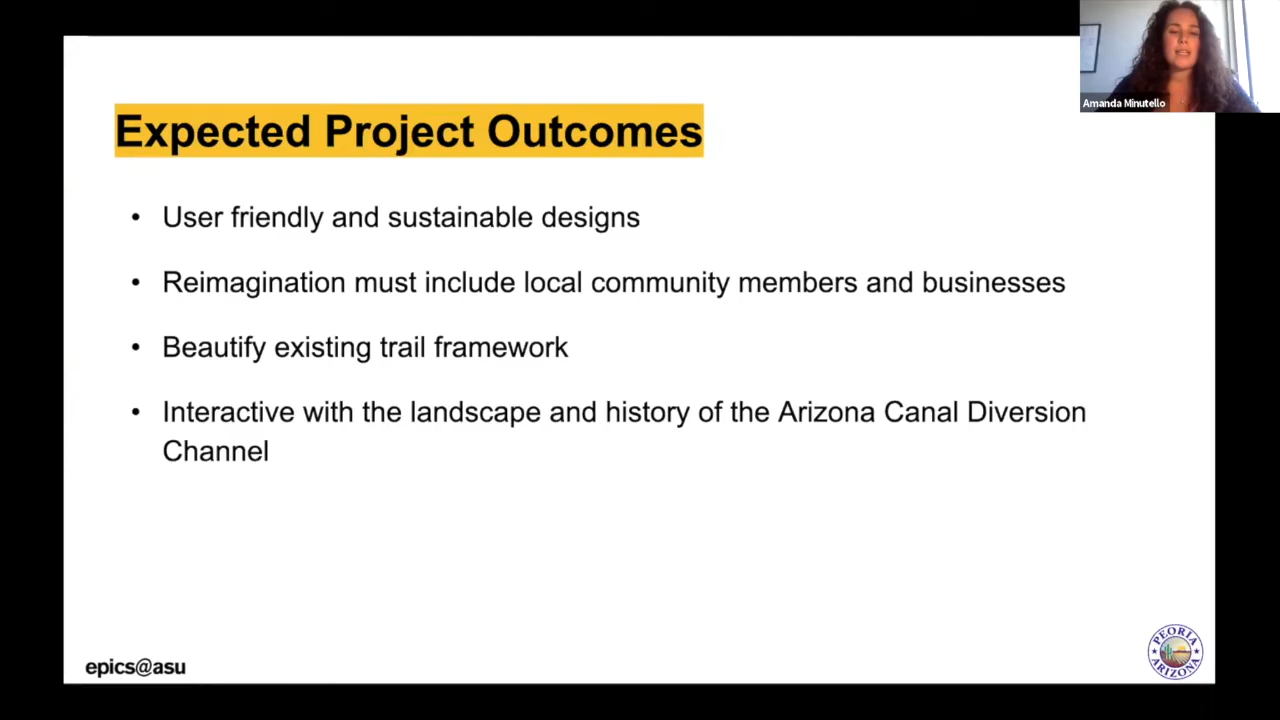 Amanda Minutello
Expected Project Outcomes
• User friendly and sustainable designs
• Reimagination must include local community members and businesses
• Beautify existing trail framework
• Interactive with the landscape and history of the Arizona Canal Diversion
Channel
epics@asu
PEORIA
ARIZONA